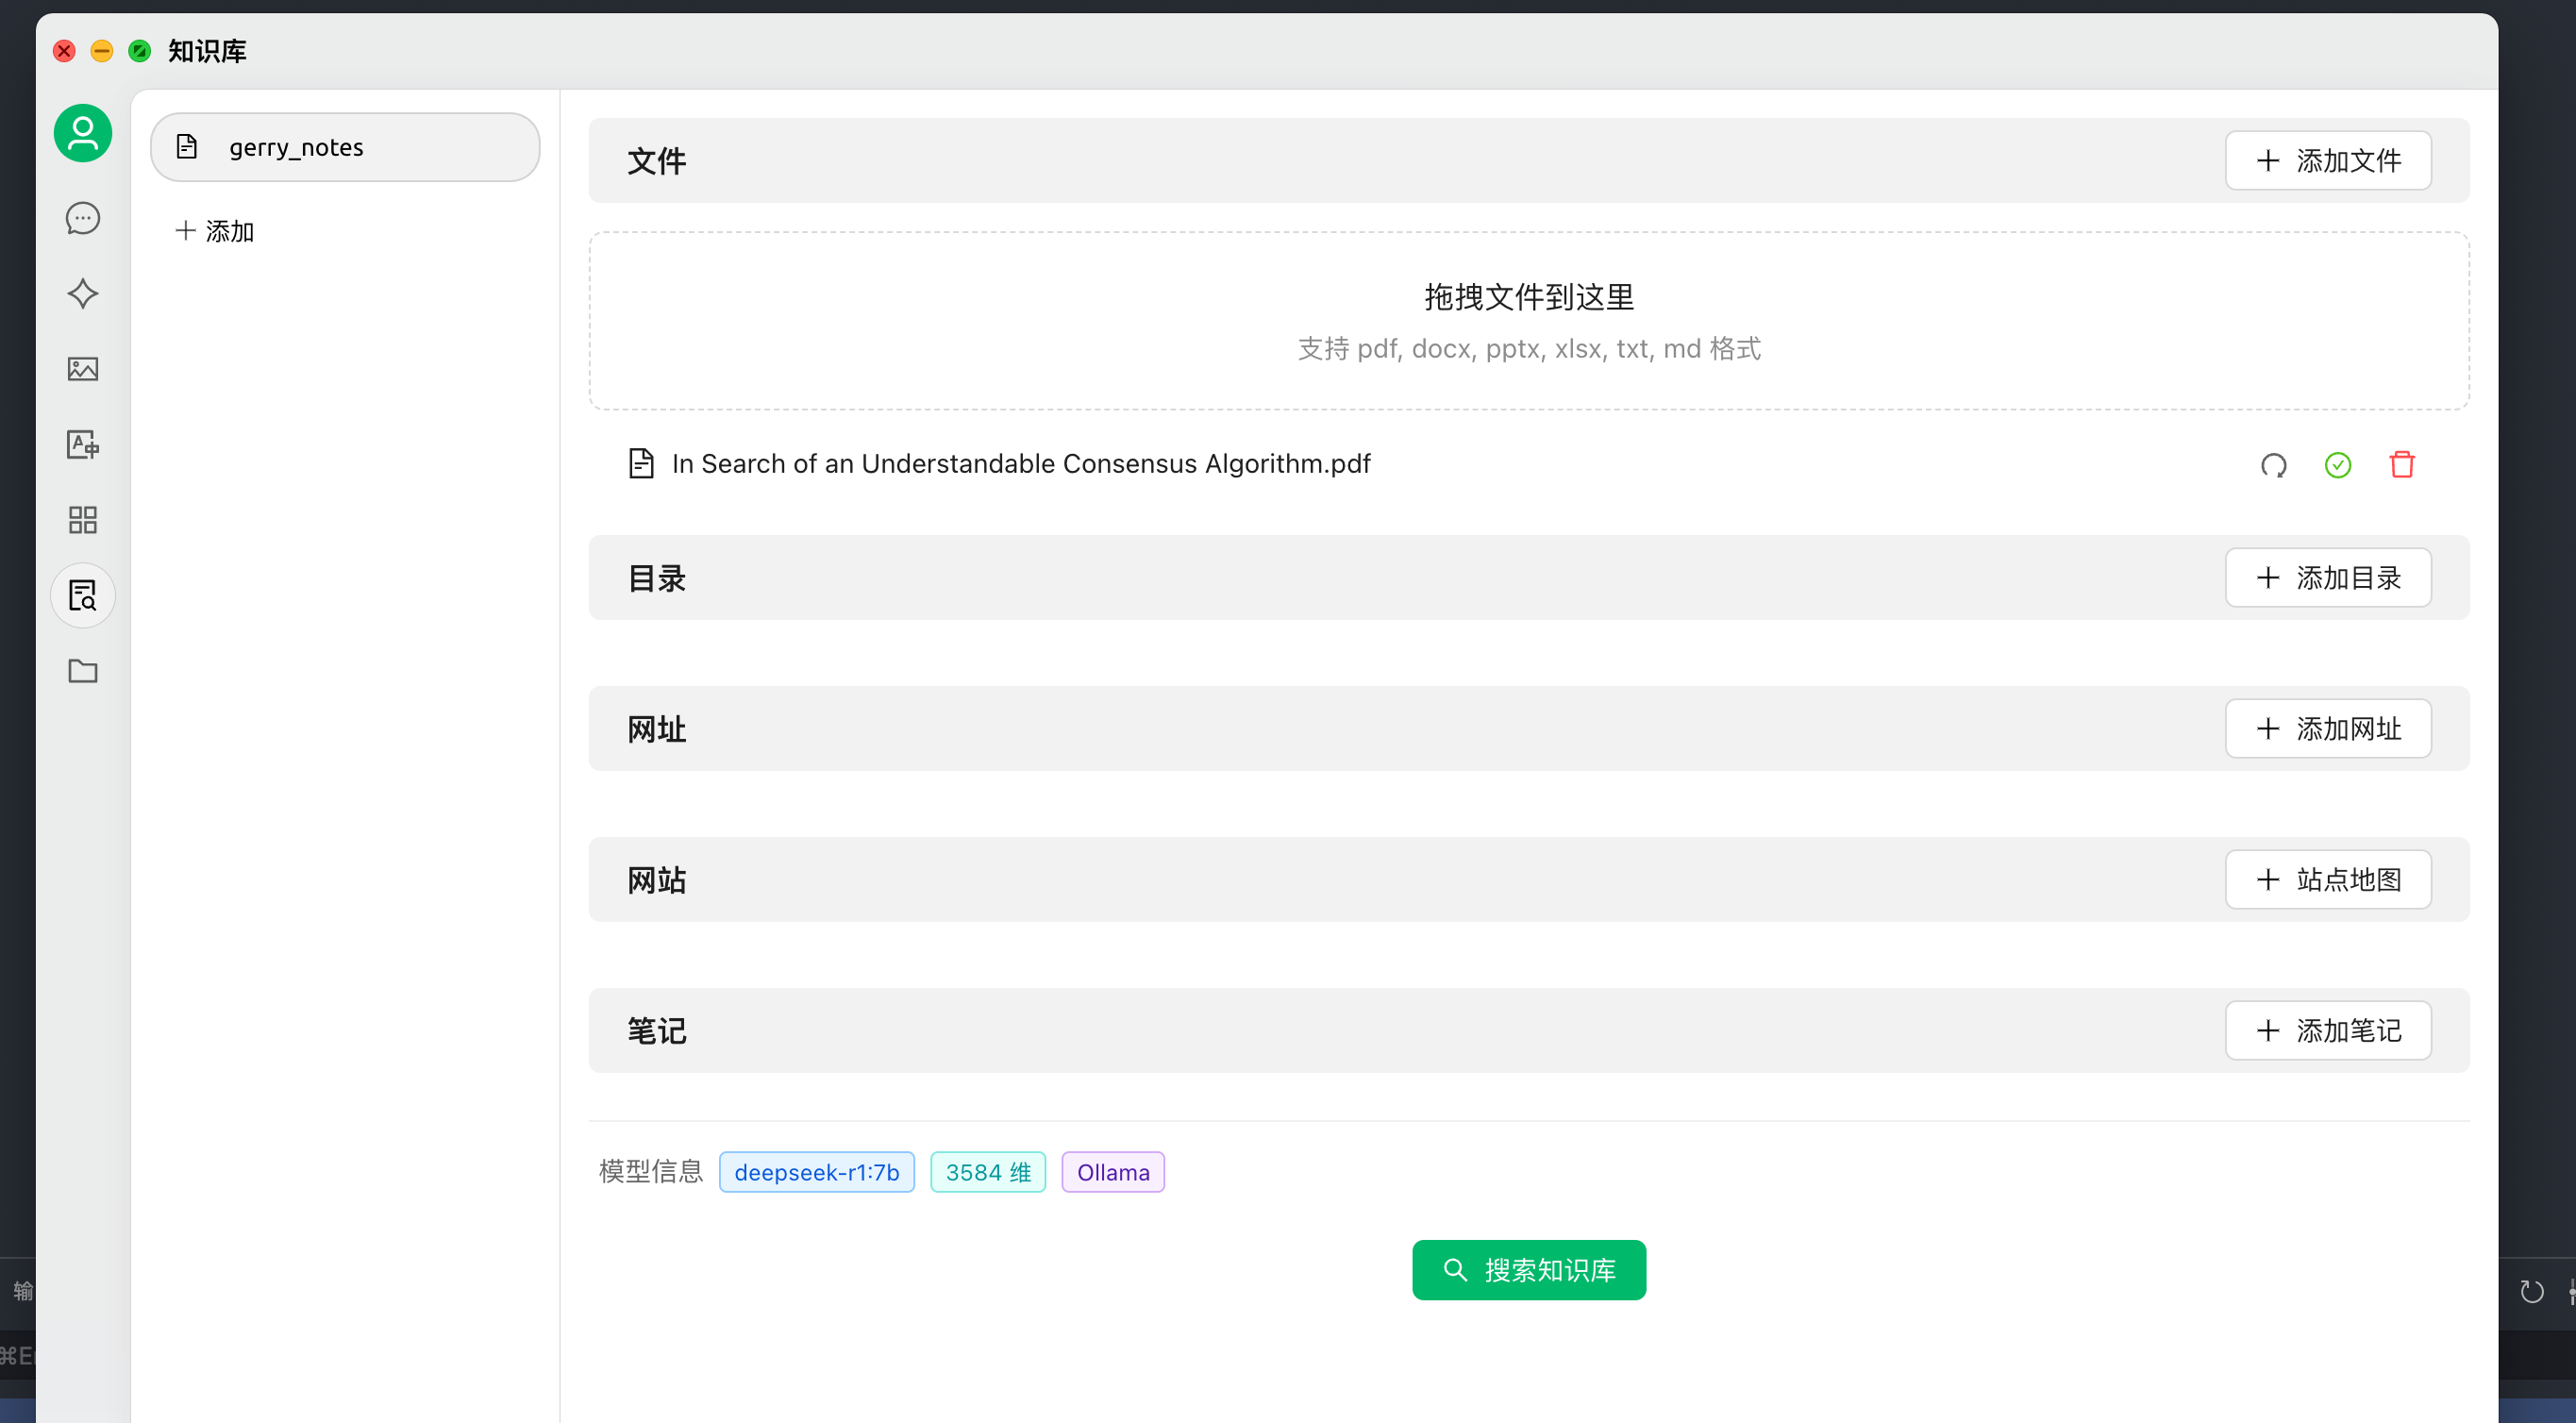 知识库
gerry_notes
添加
文件
添加文件
拖拽文件到这里
支持 pdf, docx, pptx, xlsx, txt, md 格式
In Search of an Understandable Consensus Algorithm.pdf
目录
添加目录
网址
添加网址
网站
站点地图
笔记
添加笔记
模型信息 deepseek-r1:7b 3584 维 Ollama
搜索知识库
输